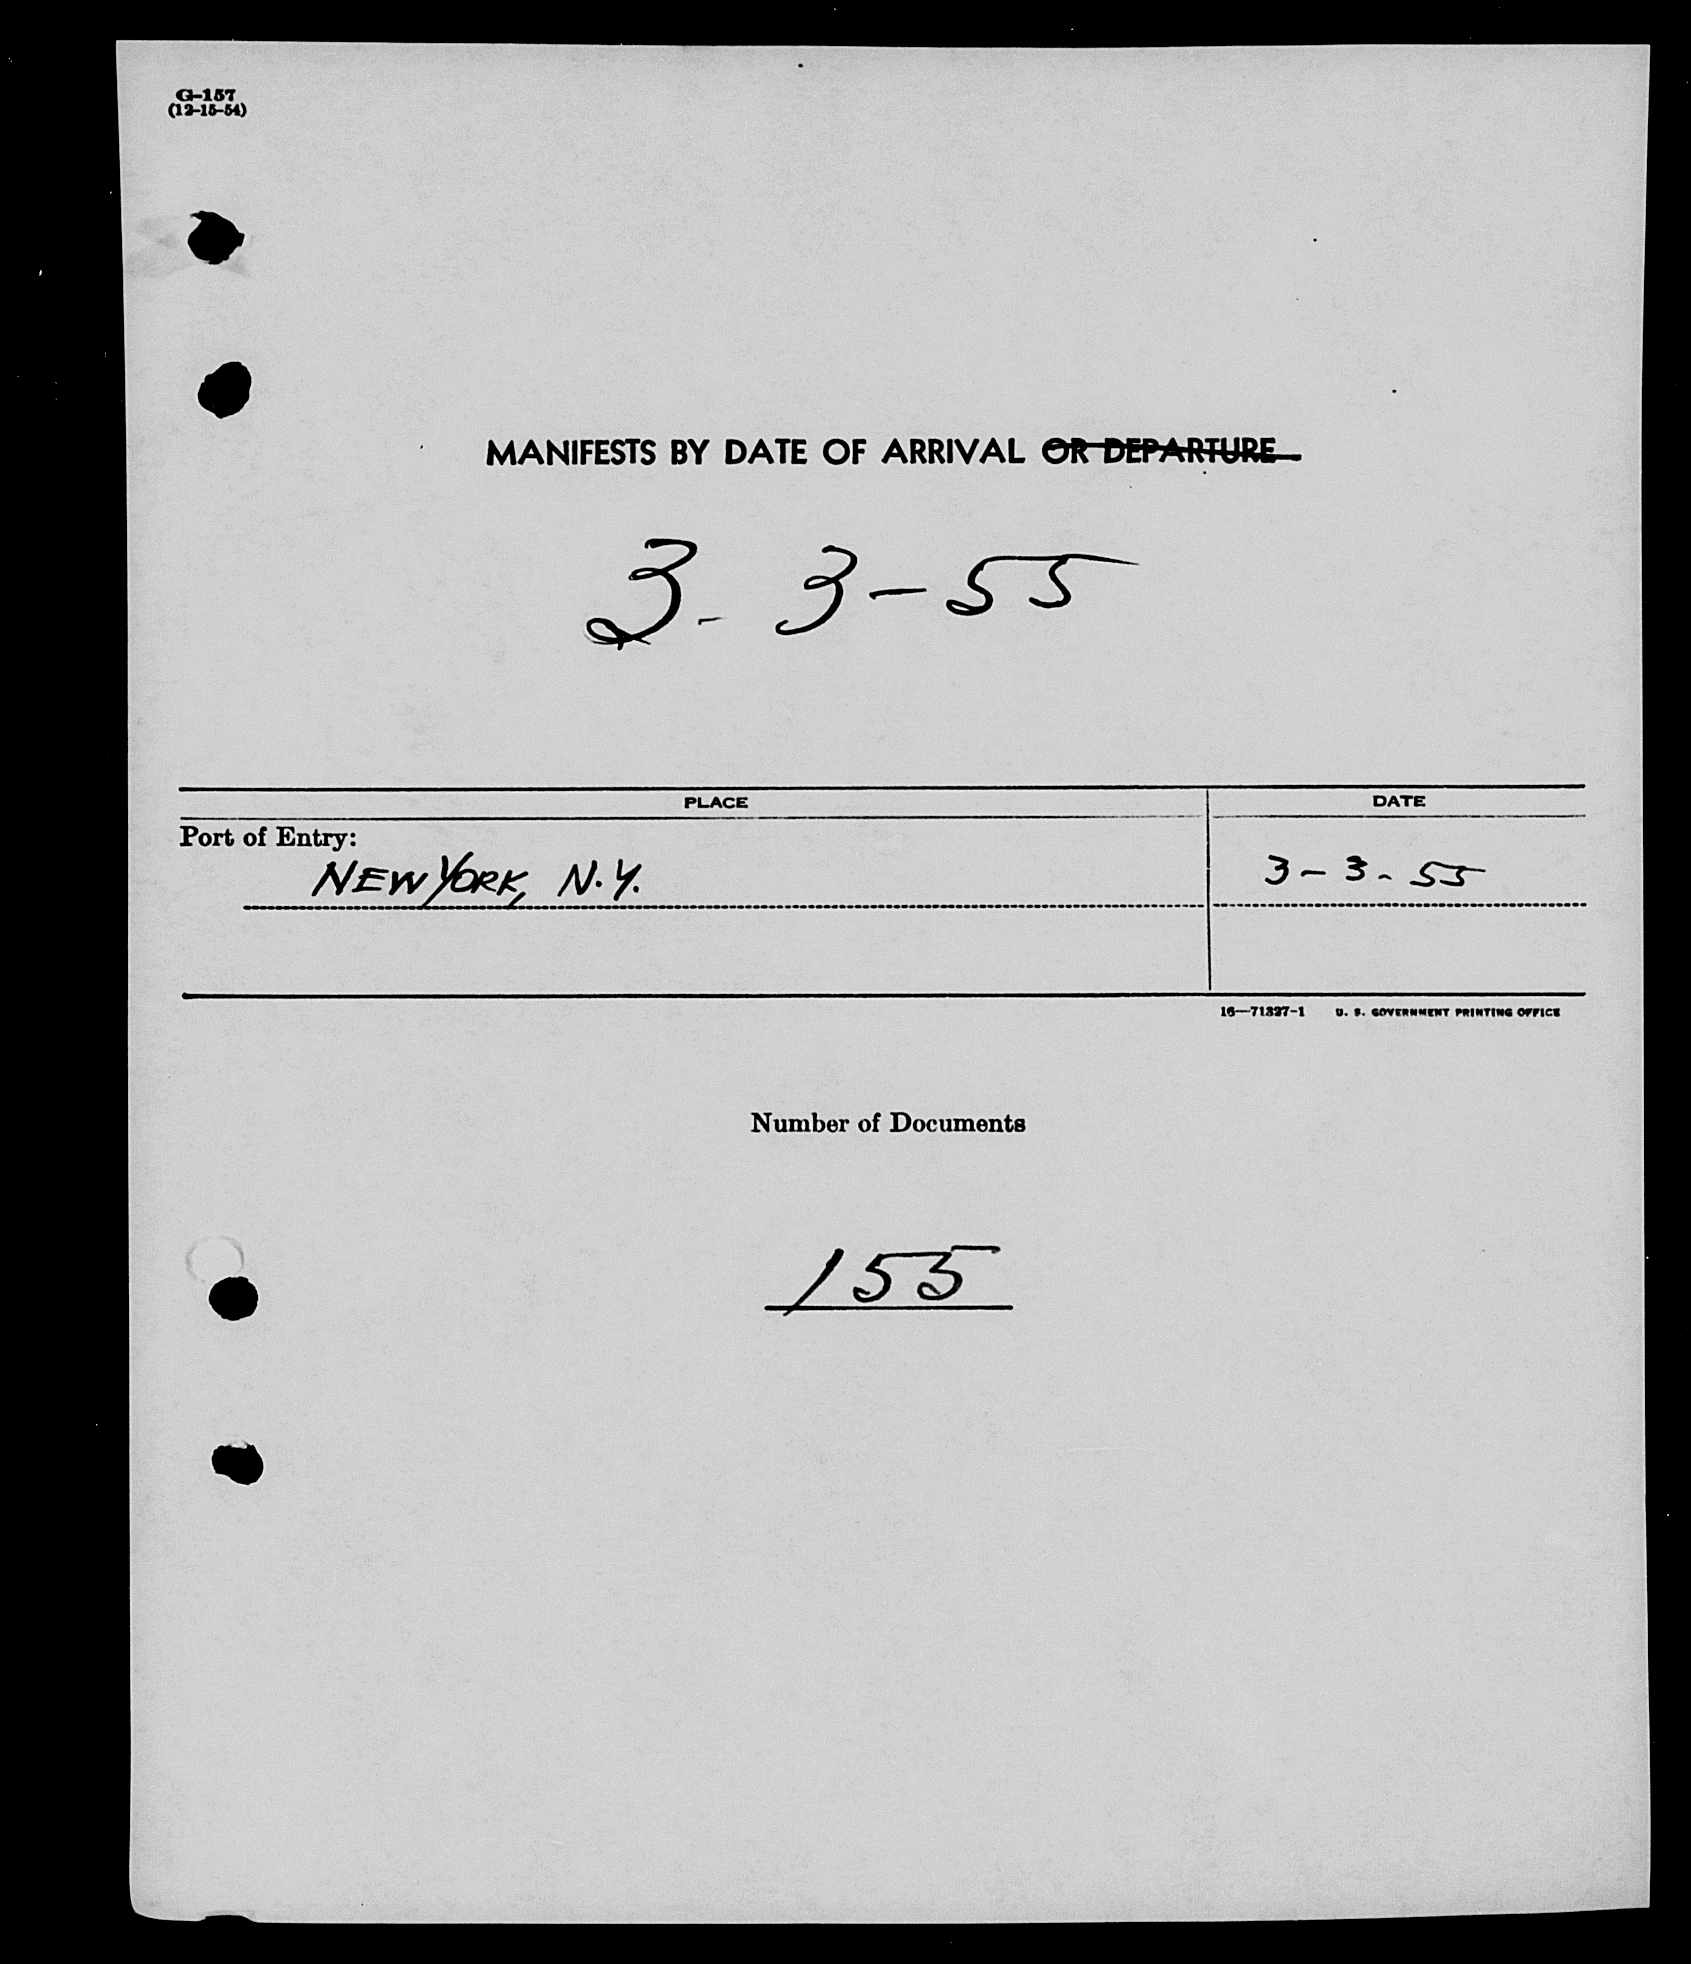 G-157
(12-15-54)
MANIFESTS BY DATE OF ARRIVAL OR DEPARTURE
3-3-55
PLACE DATE
Port of Entry:
NEW YORK, N.Y. 3-3-55
16—71327-1 U. S. GOVERNMENT PRINTING OFFICE
Number of Documents
155